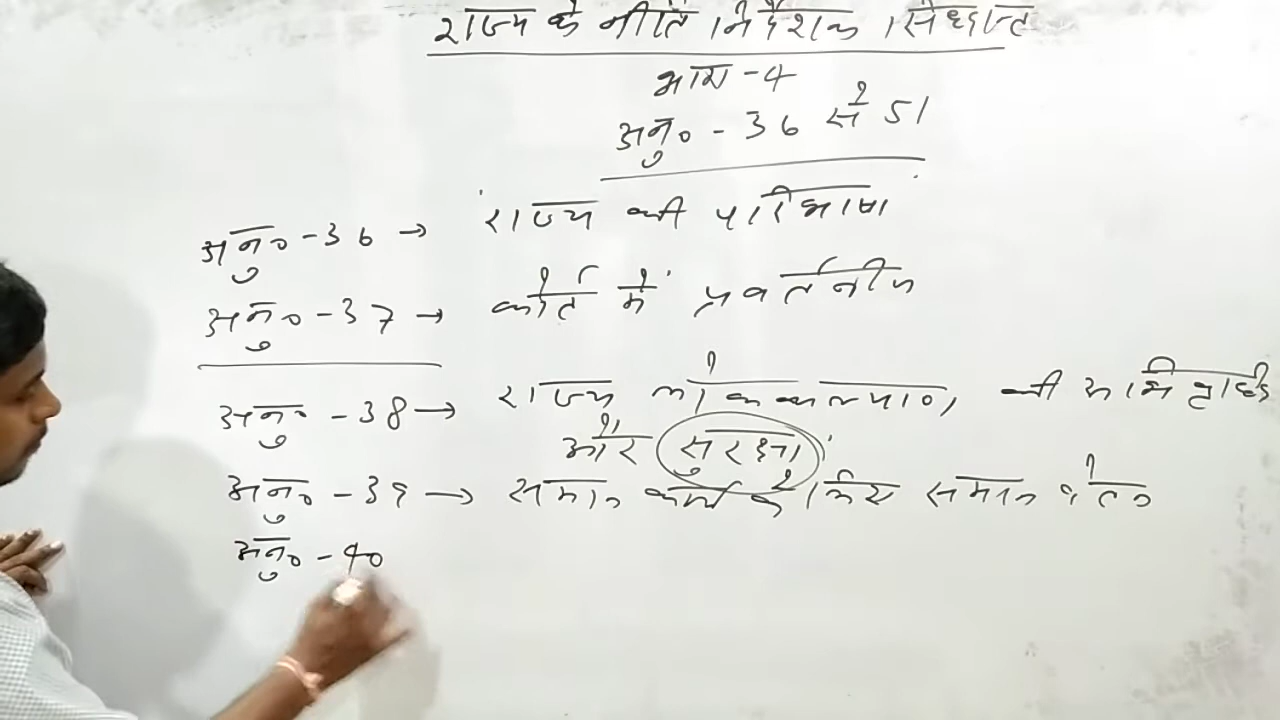 राज्य के नीति निर्देशक सिद्धान्त
भाग-4
अनु० - 36 से 51
अनु० -36 → राज्य की परिभाषा
अनु० -37 → कोर्ट में प्रवर्तनीय
अनु० -38 → राज्य लोक कल्याण, की अभिवृद्धि
और सुरक्षा
अनु० -39 → समान कार्य के लिए समान वेतन
अनु० -40